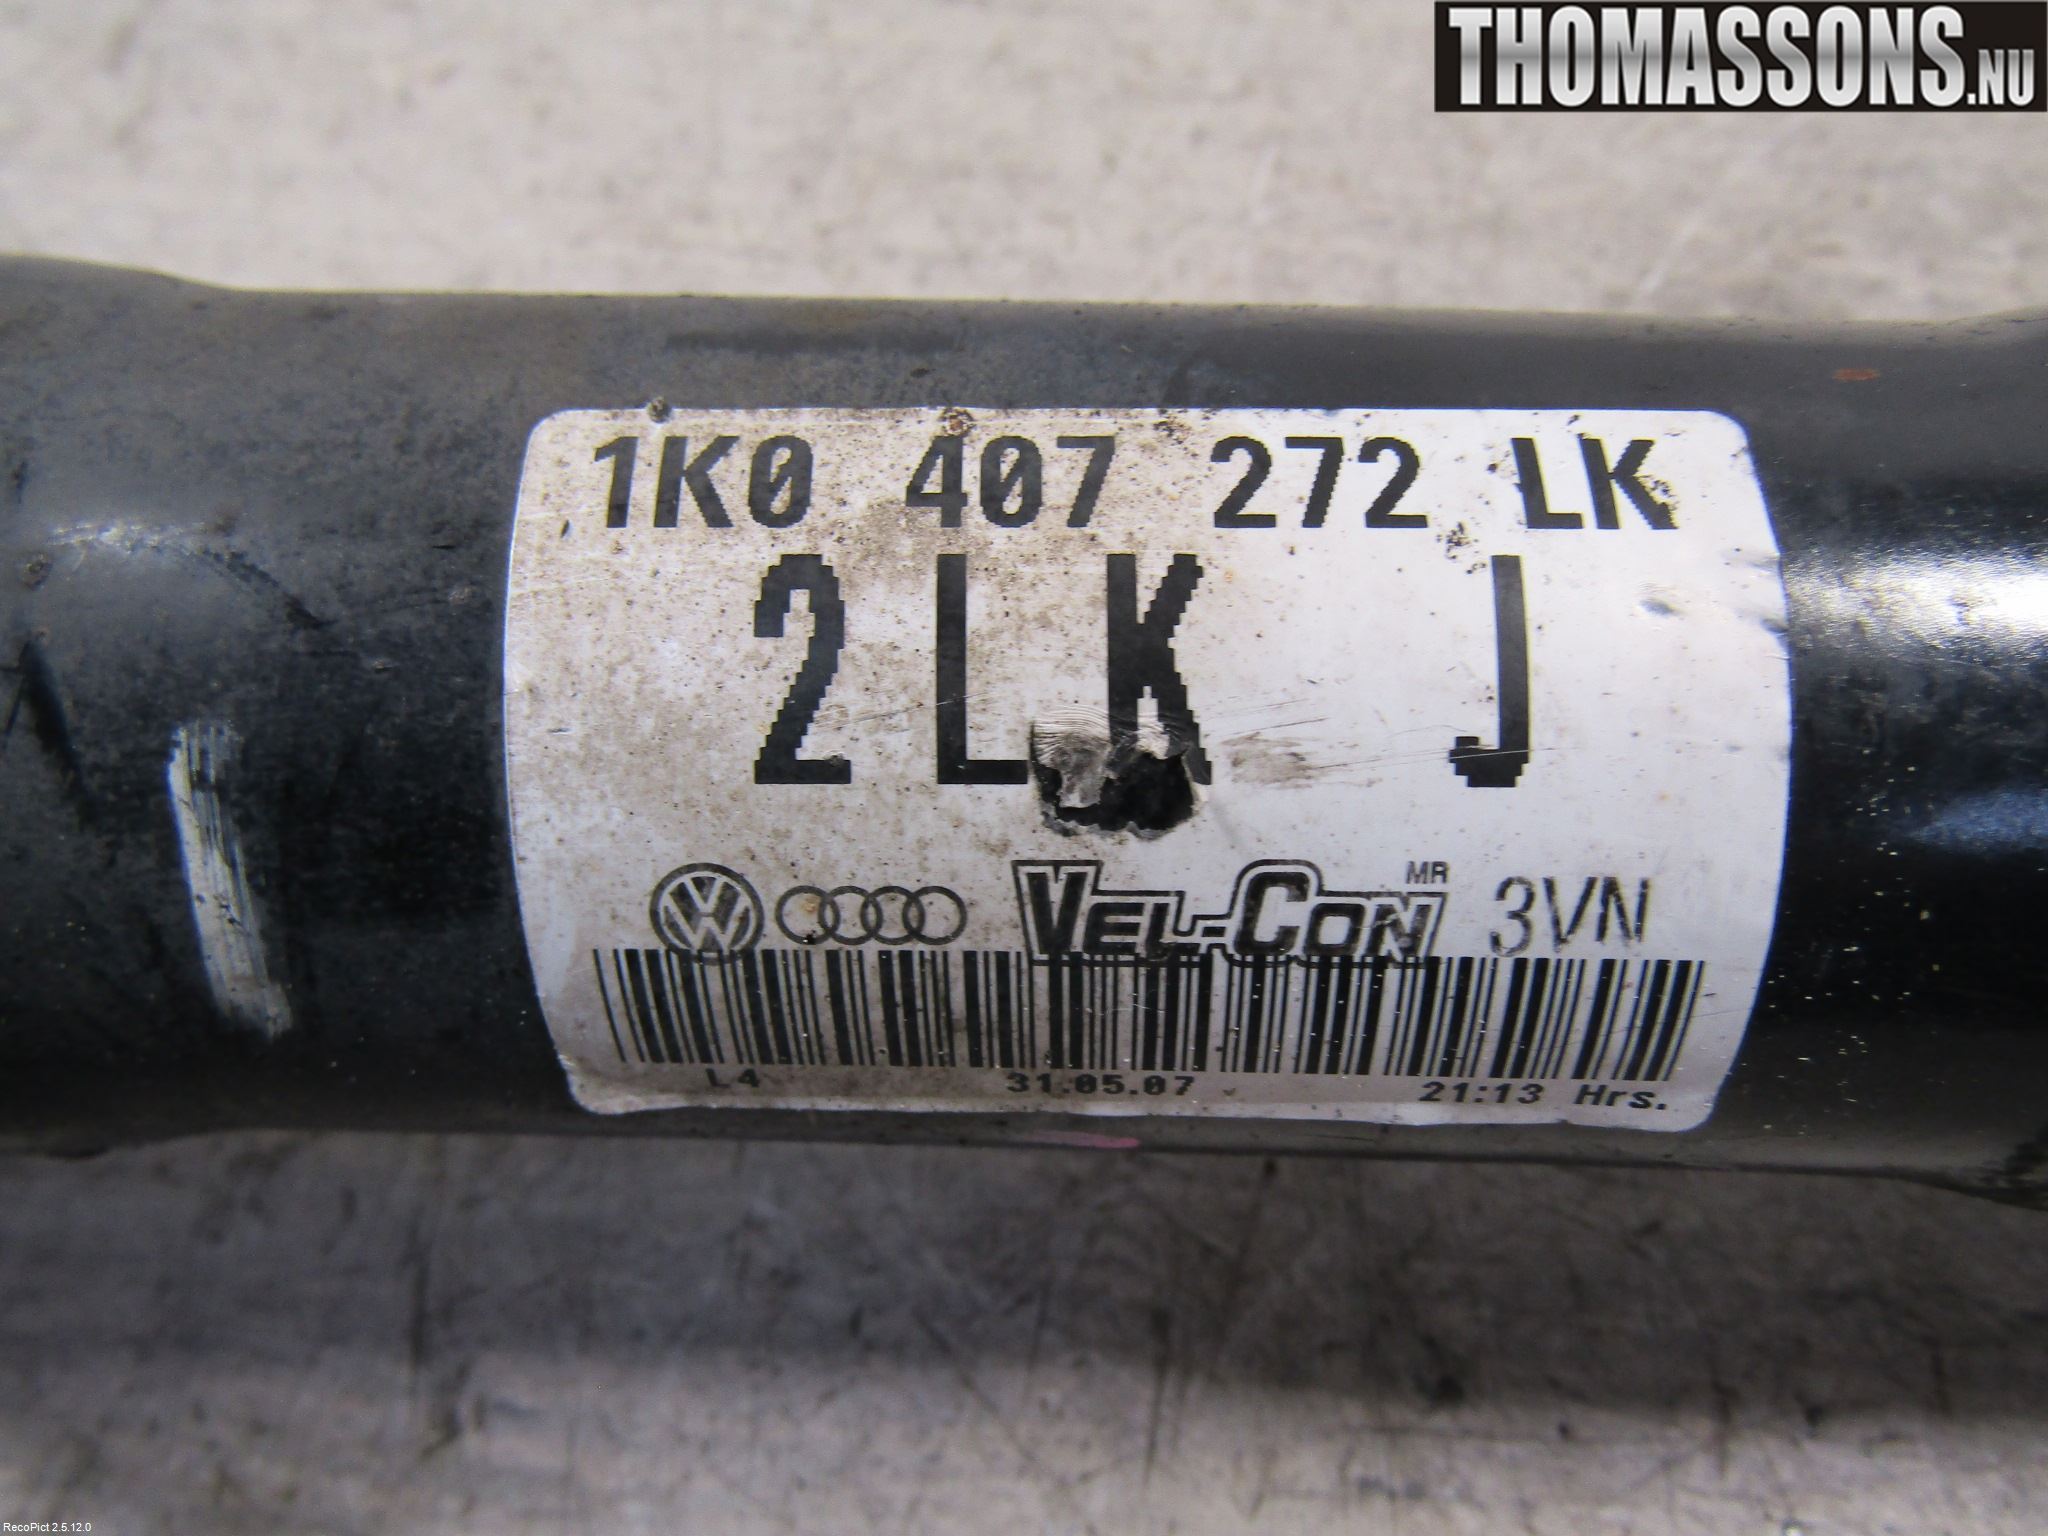 THOMASSONS.NU
1K0 407 272 LK
2LK J
VEL-CON MR 3VN
L4 31.05.07 21:13 Hrs.
RecoPict 2.5.12.0